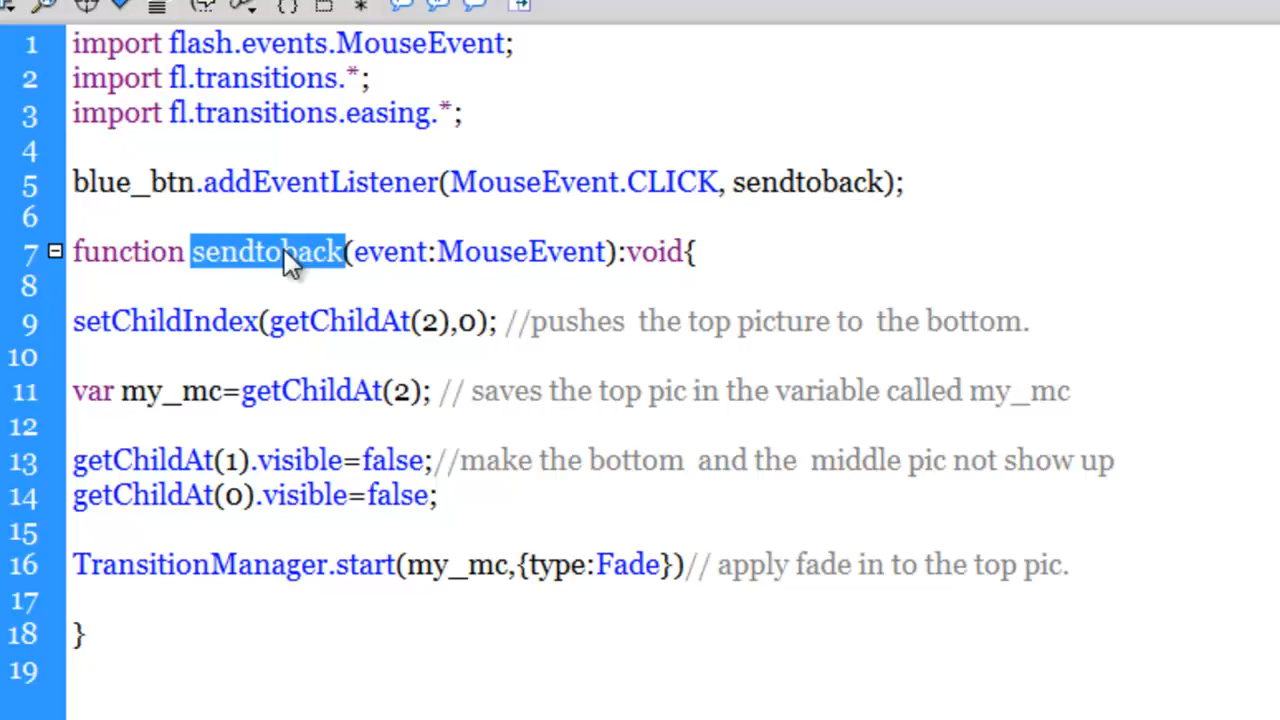 1 import flash.events.MouseEvent;
2 import fl.transitions.*;
3 import fl.transitions.easing.*;
4
5 blue_btn.addEventListener(MouseEvent.CLICK, sendtoback);
6
7 function sendtoback(event:MouseEvent):void{
8
9 setChildIndex(getChildAt(2),0); //pushes  the top picture to  the bottom.
10
11 var my_mc=getChildAt(2); // saves the top pic in the variable called my_mc
12
13 getChildAt(1).visible=false;//make the bottom  and the  middle pic not show up
14 getChildAt(0).visible=false;
15
16 TransitionManager.start(my_mc,{type:Fade})// apply fade in to the top pic.
17
18 }
19